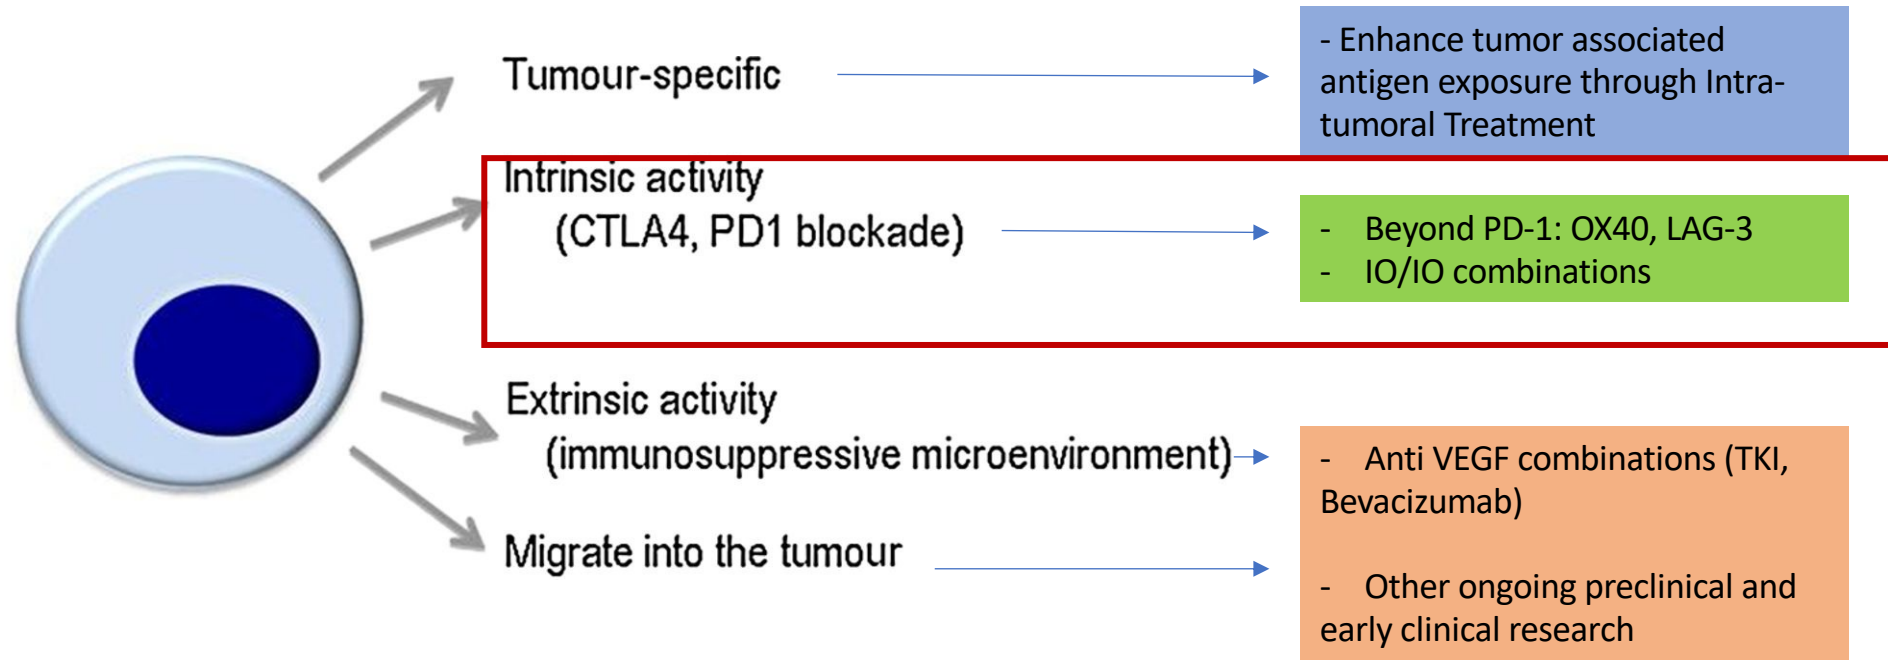 Tumour-specific
- Enhance tumor associated
antigen exposure through Intra-
tumoral Treatment
Intrinsic activity
(CTLA4, PD1 blockade)
- Beyond PD-1: OX40, LAG-3
- IO/IO combinations
Extrinsic activity
(immunosuppressive microenvironment)
- Anti VEGF combinations (TKI,
Bevacizumab)
Migrate into the tumour
- Other ongoing preclinical and
early clinical research